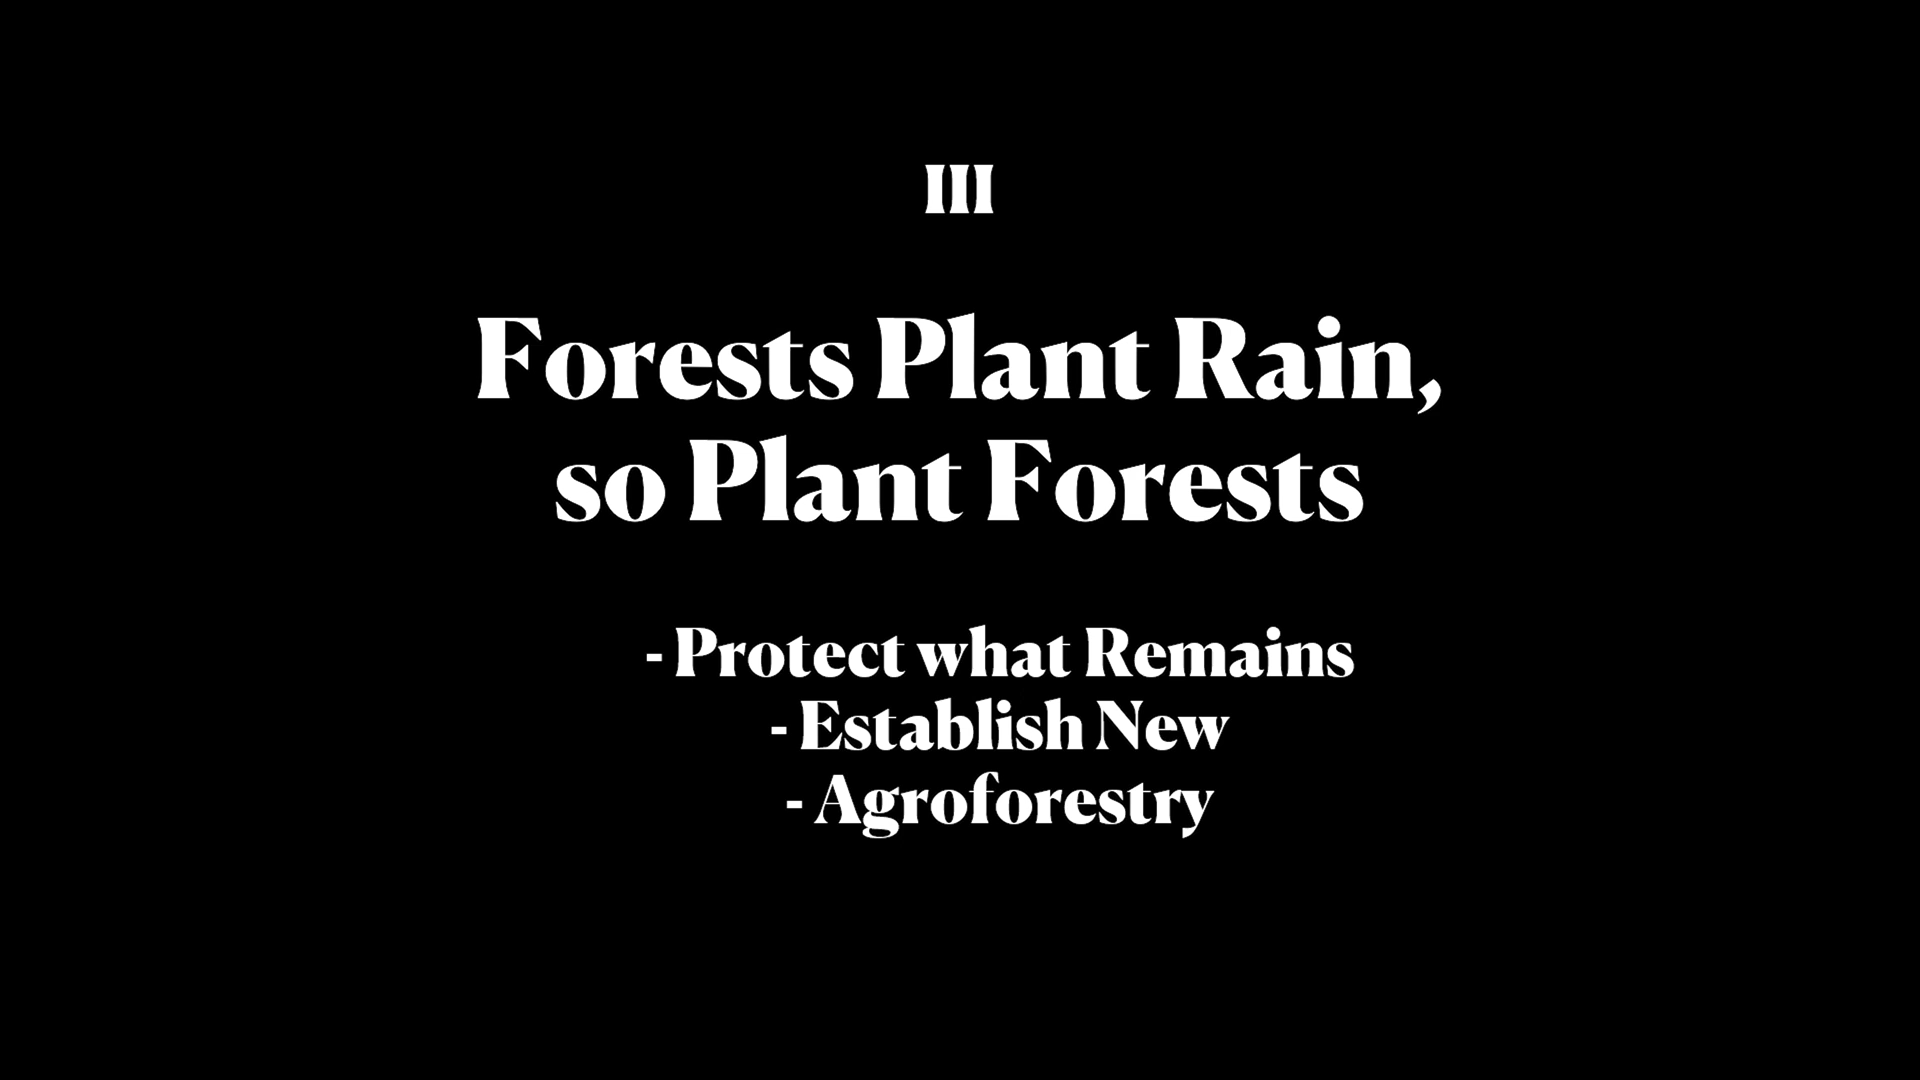 III
Forests Plant Rain,
so Plant Forests
- Protect what Remains
- Establish New
- Agroforestry